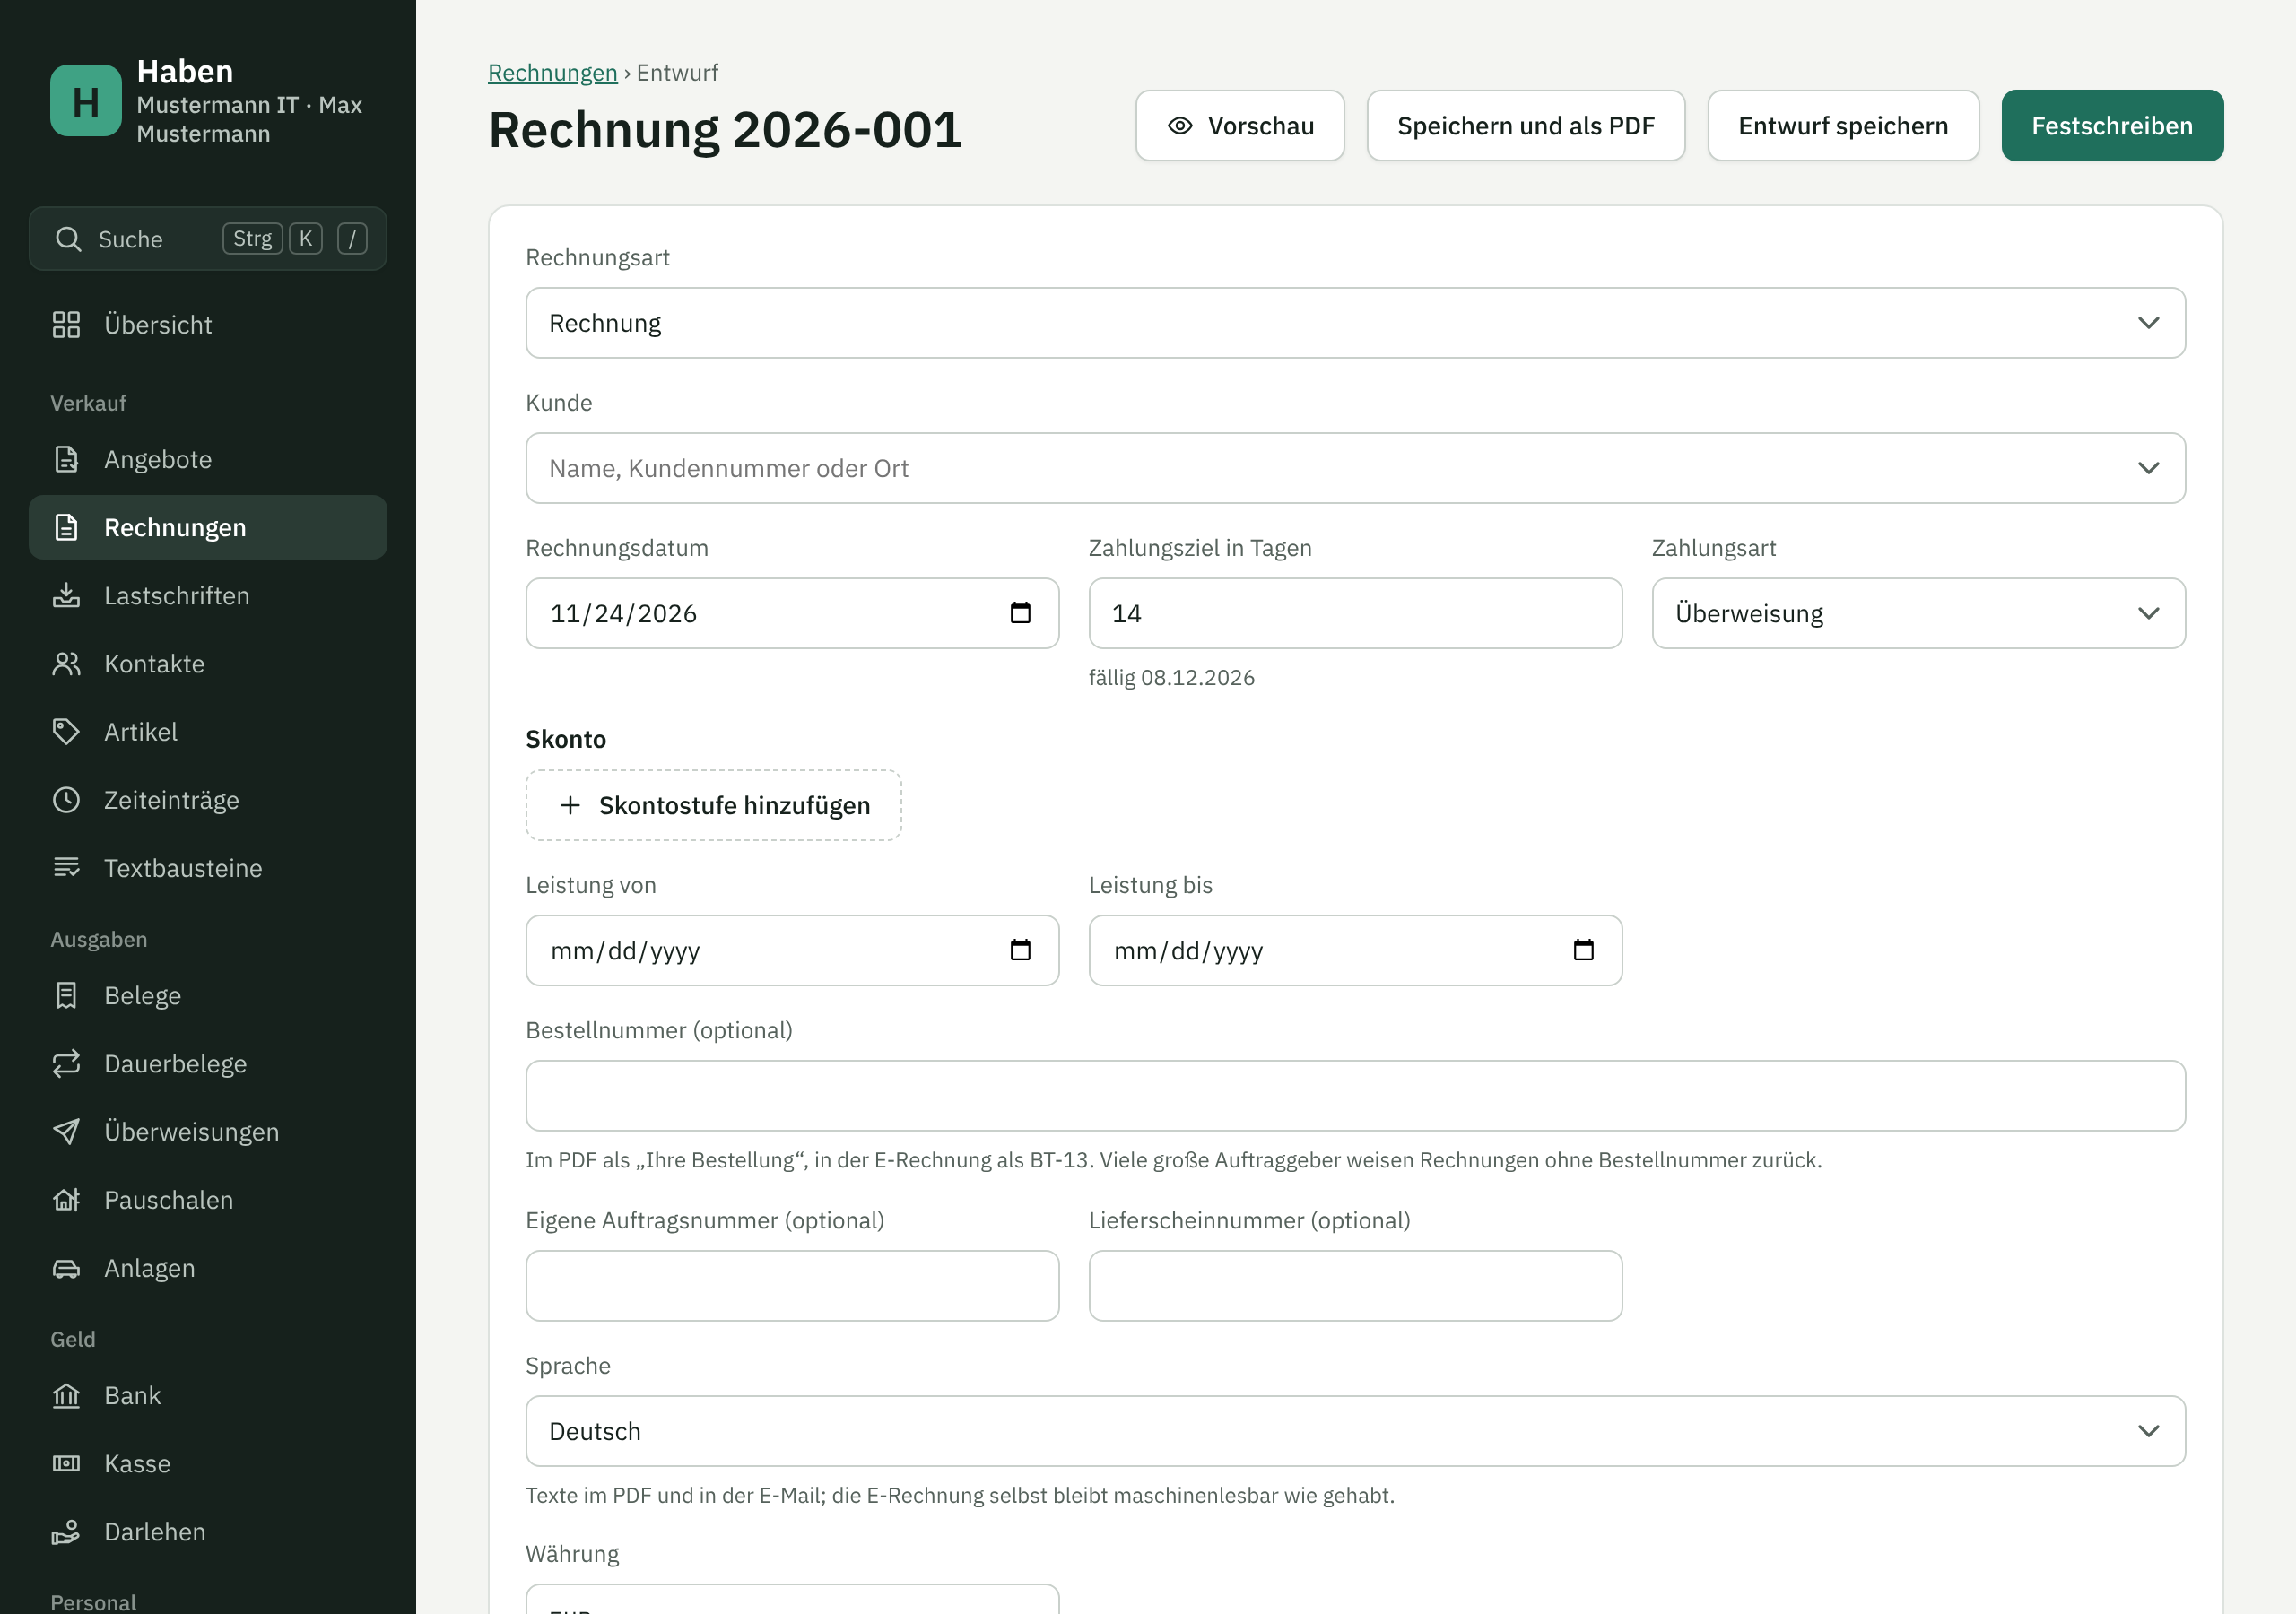 H
Haben
Mustermann IT · Max
Mustermann
Suche Strg K /
Übersicht
Verkauf
Angebote
Rechnungen
Lastschriften
Kontakte
Artikel
Zeiteinträge
Textbausteine
Ausgaben
Belege
Dauerbelege
Überweisungen
Pauschalen
Anlagen
Geld
Bank
Kasse
Darlehen
Personal
Rechnungen › Entwurf
Rechnung 2026-001
Vorschau
Speichern und als PDF
Entwurf speichern
Festschreiben
Rechnungsart
Rechnung
Kunde
Name, Kundennummer oder Ort
Rechnungsdatum Zahlungsziel in Tagen Zahlungsart
11/24/2026 14 Überweisung
fällig 08.12.2026
Skonto
+ Skontostufe hinzufügen
Leistung von Leistung bis
mm/dd/yyyy mm/dd/yyyy
Bestellnummer (optional)
Im PDF als „Ihre Bestellung“, in der E-Rechnung als BT-13. Viele große Auftraggeber weisen Rechnungen ohne Bestellnummer zurück.
Eigene Auftragsnummer (optional) Lieferscheinnummer (optional)
Sprache
Deutsch
Texte im PDF und in der E-Mail; die E-Rechnung selbst bleibt maschinenlesbar wie gehabt.
Währung